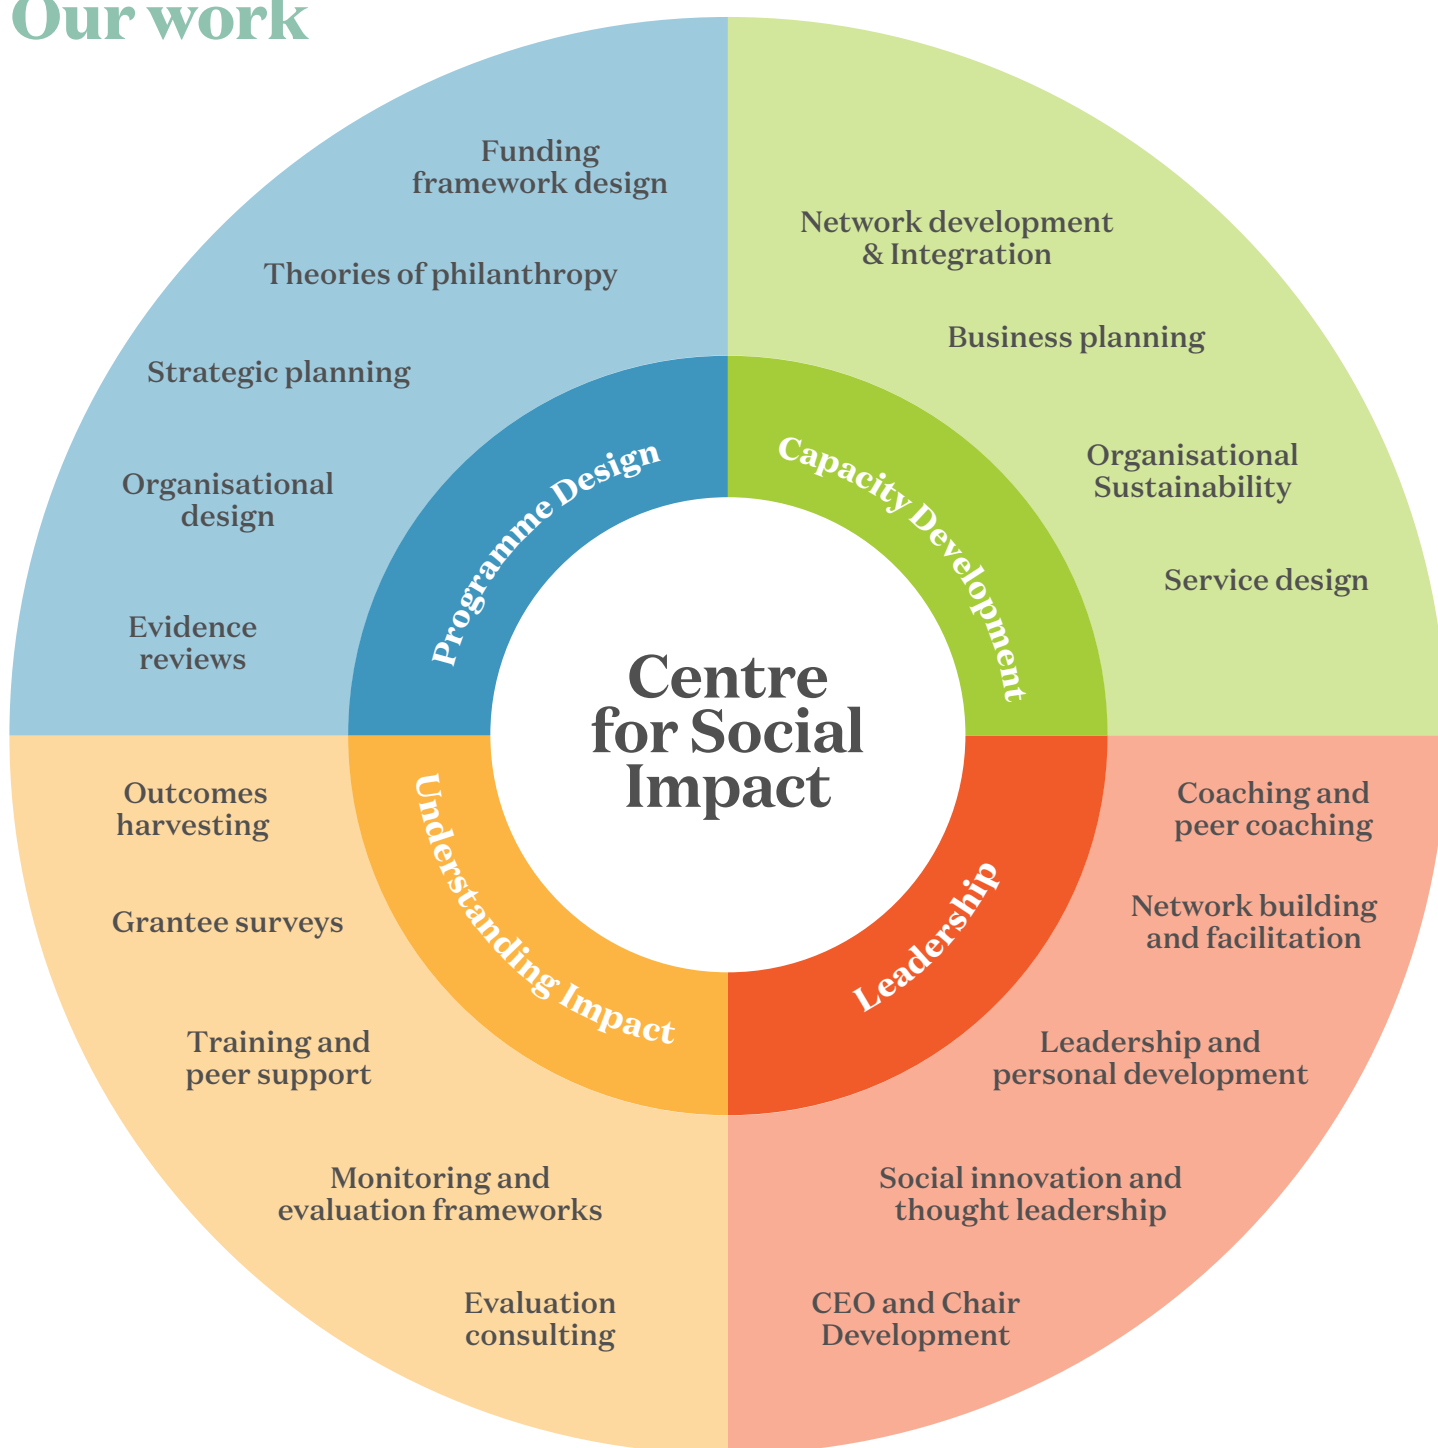 Our work
Funding
framework design
Theories of philanthropy
Strategic planning
Organisational
design
Evidence
reviews
Programme Design
Network development
& Integration
Business planning
Organisational
Sustainability
Service design
Capacity Development
Centre
for Social
Impact
Outcomes
harvesting
Grantee surveys
Training and
peer support
Monitoring and
evaluation frameworks
Evaluation
consulting
Understanding Impact
Coaching and
peer coaching
Network building
and facilitation
Leadership and
personal development
Social innovation and
thought leadership
CEO and Chair
Development
Leadership